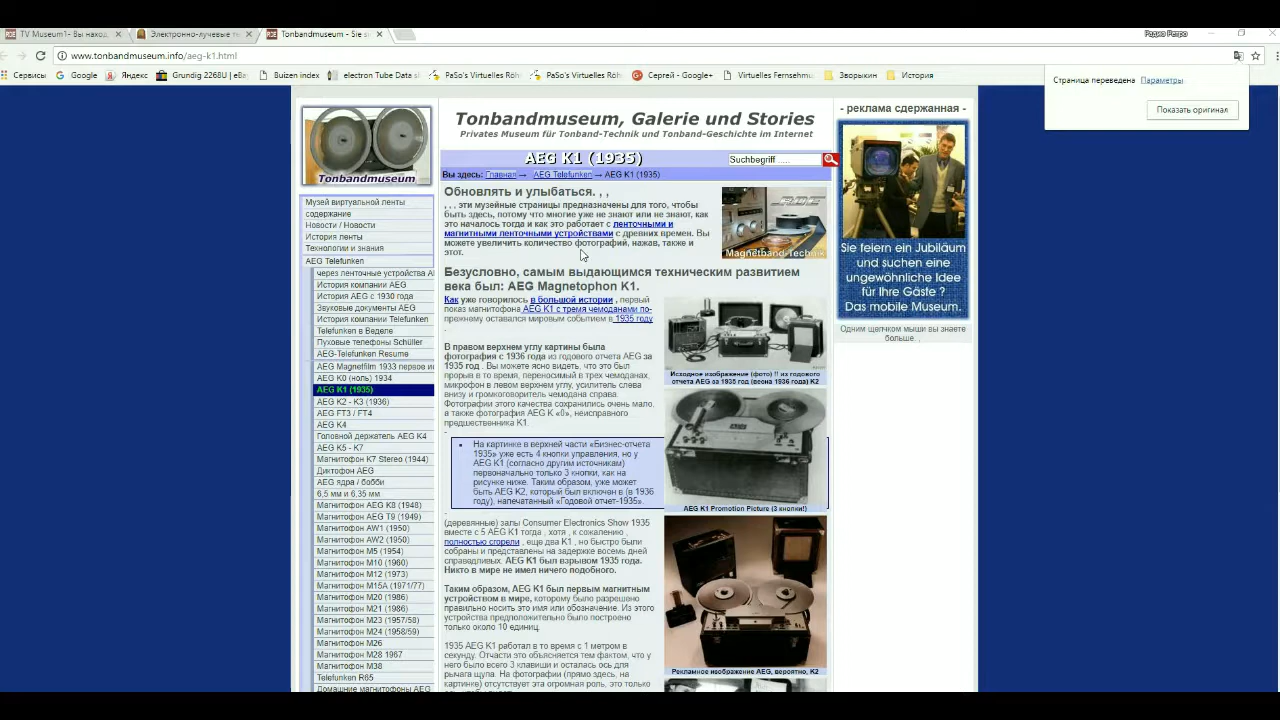 TV Museum1- Вы наход
Электронно-лучевые те
Tonbandmuseum - Sie s
Радио Ретро
www.tonbandmuseum.info/aeg-k1.html
Сервисы
Google
Яндекс
Grundig 2268U | eBa
Buizen index
electron Tube Data s
PaSo's Virtuelles Röh
PaSo's Virtuelles Röh
Сергей - Google+
Virtuelles Fernsehmu
Зворыкин
История
Страница переведена Параметры
Показать оригинал
Tonbandmuseum
Tonbandmuseum, Galerie und Stories
Privates Museum für Tonband-Technik und Tonband-Geschichte im Internet
AEG K1 (1935)
Suchbegriff .....
Вы здесь: Главная → AEG Telefunken → AEG K1 (1935)
Музей виртуальной ленты
содержание
Новости / Новости
История ленты
Технологии и знания
AEG Telefunken
через ленточные устройства AE
История компании AEG
История AEG с 1930 года
Звуковые документы AEG
История компании Telefunken
Телефункен в Веделе
Пуховые телефоны Schüller
AEG-Telefunken Resume
AEG Magnetfilm 1933 первое ис
AEG K0 (ноль) 1934
AEG K1 (1935)
AEG K2 - K3 (1936)
AEG FT3 / FT4
AEG K4
Головной держатель AEG K4
AEG K5 - K7
Магнитофон K7 Stereo (1944)
Диктофон AEG
AEG ядра / бобби
6,5 мм и 6,35 мм
Магнитофон AEG K8 (1948)
Магнитофон AEG T9 (1949)
Магнитофон AW1 (1950)
Магнитофон AW2 (1950)
Магнитофон M5 (1954)
Магнитофон M10 (1960)
Магнитофон M12 (1973)
Магнитофон M15A (1971/77)
Магнитофон M20 (1986)
Магнитофон M21 (1986)
Магнитофон M23 (1957/58)
Магнитофон M24 (1958/59)
Магнитофон M26
Магнитофон M28 1967
Магнитофон M38
Telefunken R65
Домашние магнитофоны AEG
Обновлять и улыбаться. , ,
, , , эти музейные страницы предназначены для того, чтобы
быть здесь, потому что многие уже не знают или не знают, как
это началось тогда и как это работает с ленточными и
магнитными ленточными устройствами с древних времен. Вы
можете увеличить количество фотографий, нажав, также и
этот.
Magnetband-Technik
Безусловно, самым выдающимся техническим развитием
века был: AEG Magnetophon K1.
Как уже говорилось в большой истории , первый
показ магнитофона AEG K1 с тремя чемоданами по-
прежнему оставался мировым событием в 1935 году
.
В правом верхнем углу картины была
фотография с 1936 года из годового отчета AEG за
1935 год . Вы можете ясно видеть, что это был
прорыв в то время, переносимый в трех чемоданах,
микрофон в левом верхнем углу, усилитель слева
внизу и громкоговоритель чемодана справа.
Фотографии этого качества сохранились очень мало.
а также фотография AEG K «0», неисправного
предшественника K1.
-
На картинке в верхней части «Бизнес-отчета
1935» уже есть 4 кнопки управления, но у
AEG K1 (согласно другим источникам)
первоначально только 3 кнопки, как на
рисунке ниже. Таким образом, уже может
быть AEG K2, который был включен в (в 1936
году), напечатанный «Годовой отчет-1935».
-
(деревянные) залы Consumer Electronics Show 1935
вместе с 5 AEG K1 тогда , хотя , к сожалению ,
полностью сгорели , еще два K1 , но быстро были
собраны и представлены на задержке восемь дней
справедливых. AEG K1 был взрывом 1935 года.
Никто в мире не имел ничего подобного.
Таким образом, AEG K1 был первым магнитным
устройством в мире, которому было разрешено
правильно носить это имя или обозначение. Из этого
устройства предположительно было построено
только около 10 единиц.
1935 AEG K1 работал в то время с 1 метром в
секунду. Отчасти это объясняется тем фактом, что у
него было всего 3 клавиши и осталась ось для
рычага щупа. На фотографии (прямо здесь, на
картинке) отсутствует эта огромная роль, это только
Исходное изображение (фото) !! из годового
отчета AEG за 1935 год (весна 1936 года) K2
AEG K1 Promotion Picture (3 кнопки!)
Рекламное изображение AEG, вероятно, K2
- реклама сдержанная -
Sie feiern ein Jubiläum
und suchen eine
ungewöhnliche Idee
für Ihre Gäste ?
Das mobile Museum.
Одним щелчком мыши вы знаете
больше. ,